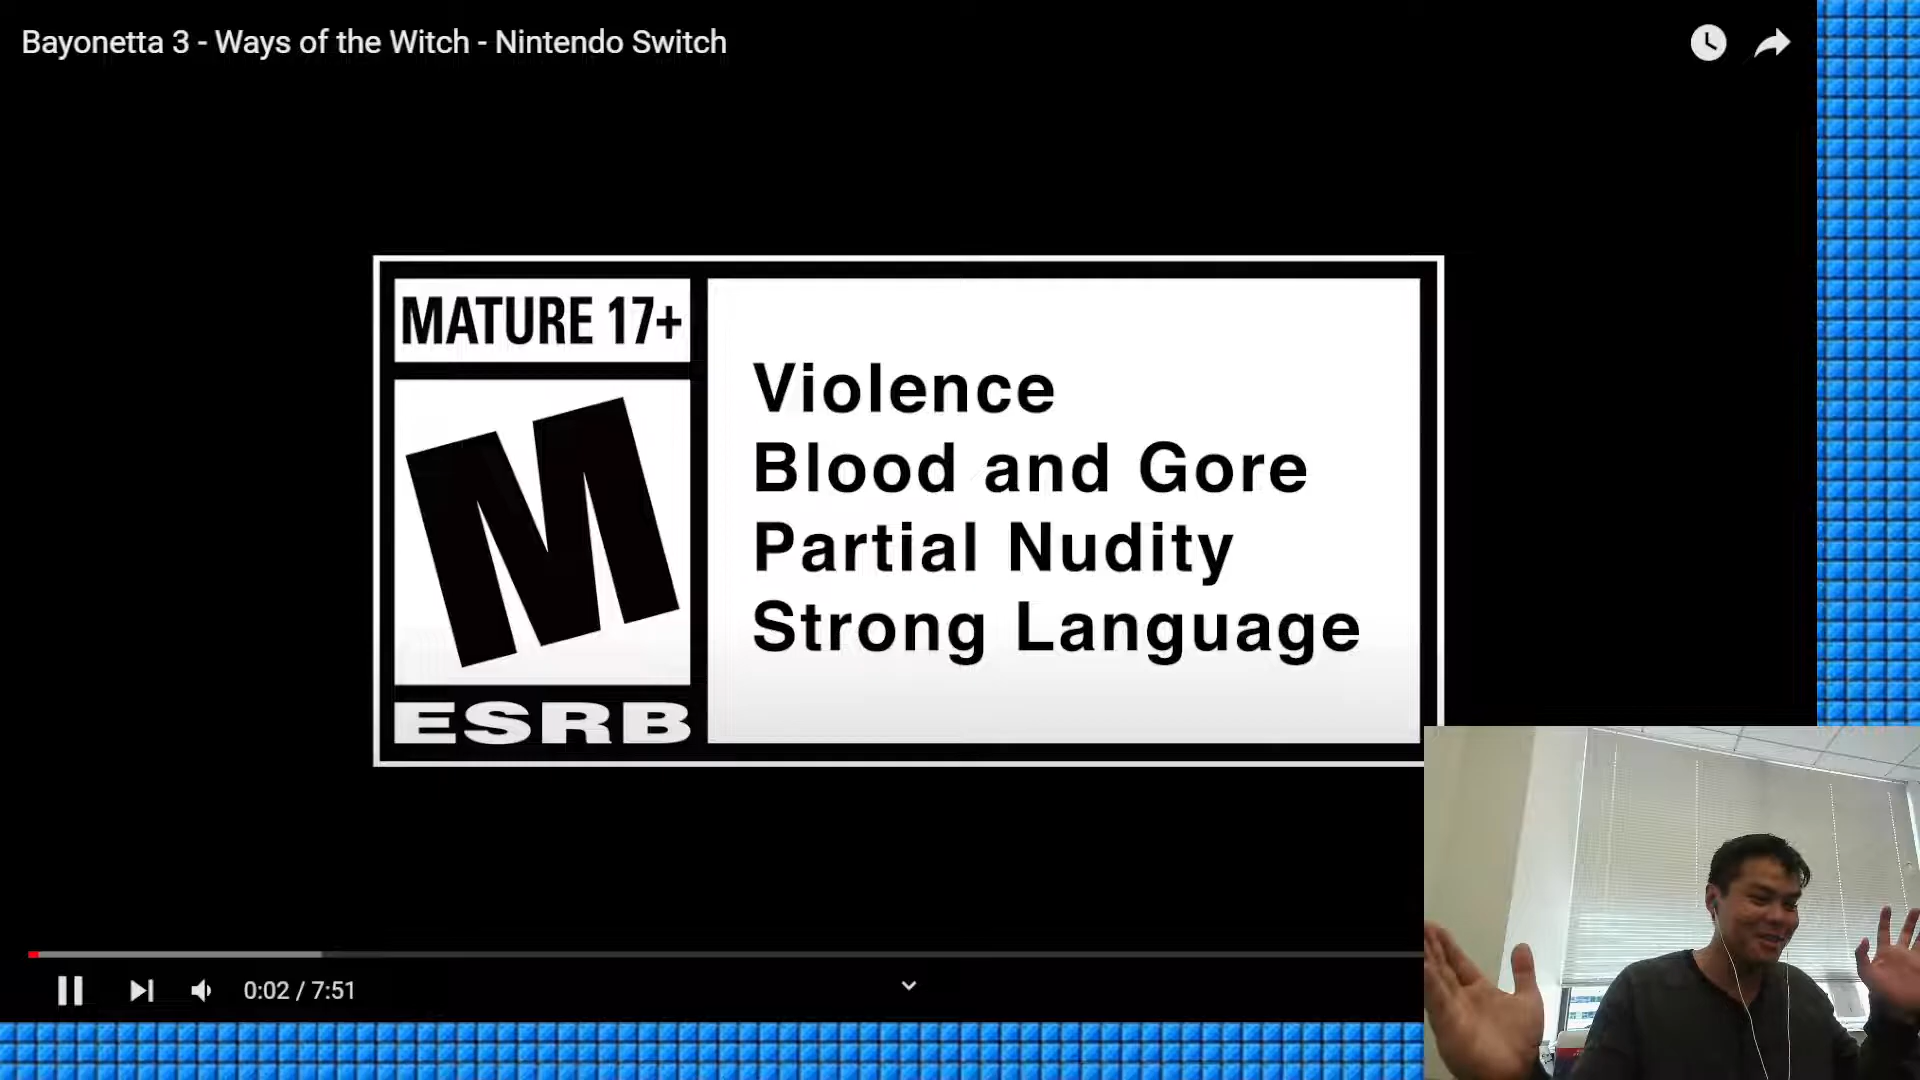 Bayonetta 3 - Ways of the Witch - Nintendo Switch
MATURE 17+
M
ESRB
Violence
Blood and Gore
Partial Nudity
Strong Language
0:02 / 7:51